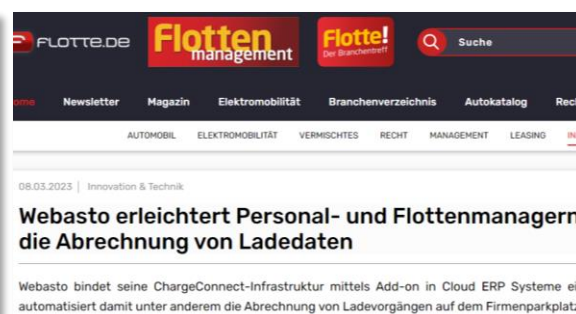 FLOTTE.DE
Flotten
management
Flotte!
Der Branchentreff
Suche
Newsletter Magazin Elektromobilität Branchenverzeichnis Autokatalog
AUTOMOBIL ELEKTROMOBILITÄT VERMISCHTES RECHT MANAGEMENT LEASING
08.03.2023 | Innovation & Technik
Webasto erleichtert Personal- und Flottenmanagern
die Abrechnung von Ladedaten
Webasto bindet seine ChargeConnect-Infrastruktur mittels Add-on in Cloud ERP Systeme
automatisiert damit unter anderem die Abrechnung von Ladevorgängen auf dem Firmenparkplatz